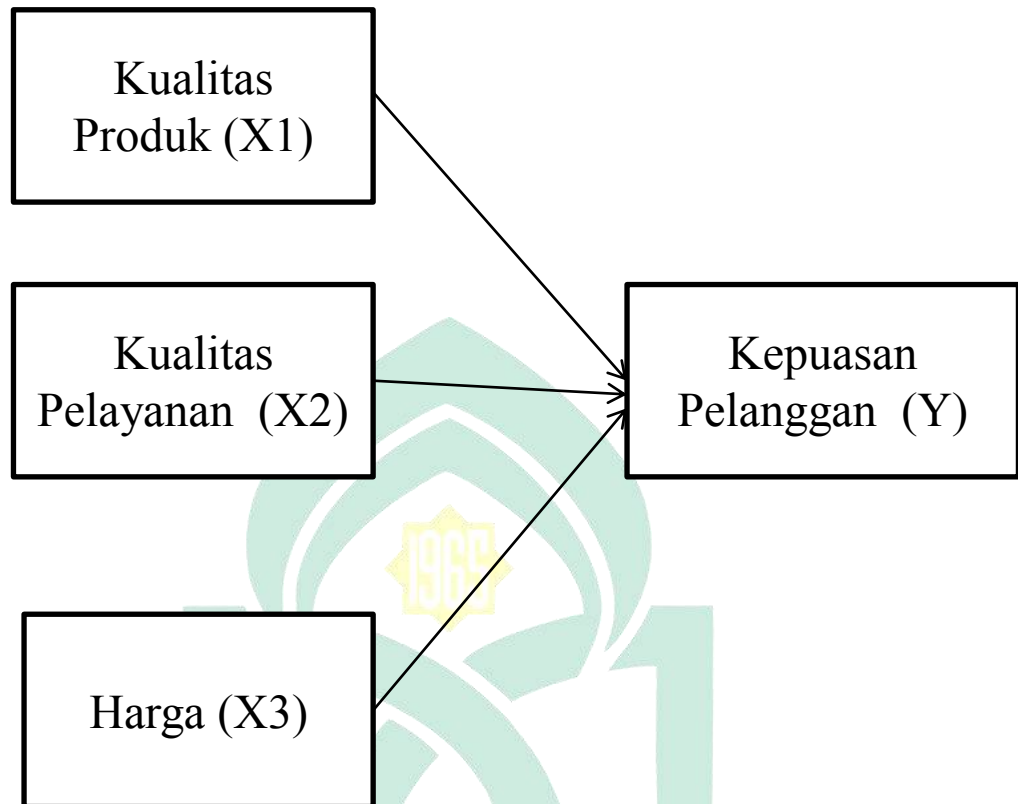 Kualitas
Produk (X1)
Kualitas
Pelayanan (X2)
Kepuasan
Pelanggan (Y)
1965
Harga (X3)